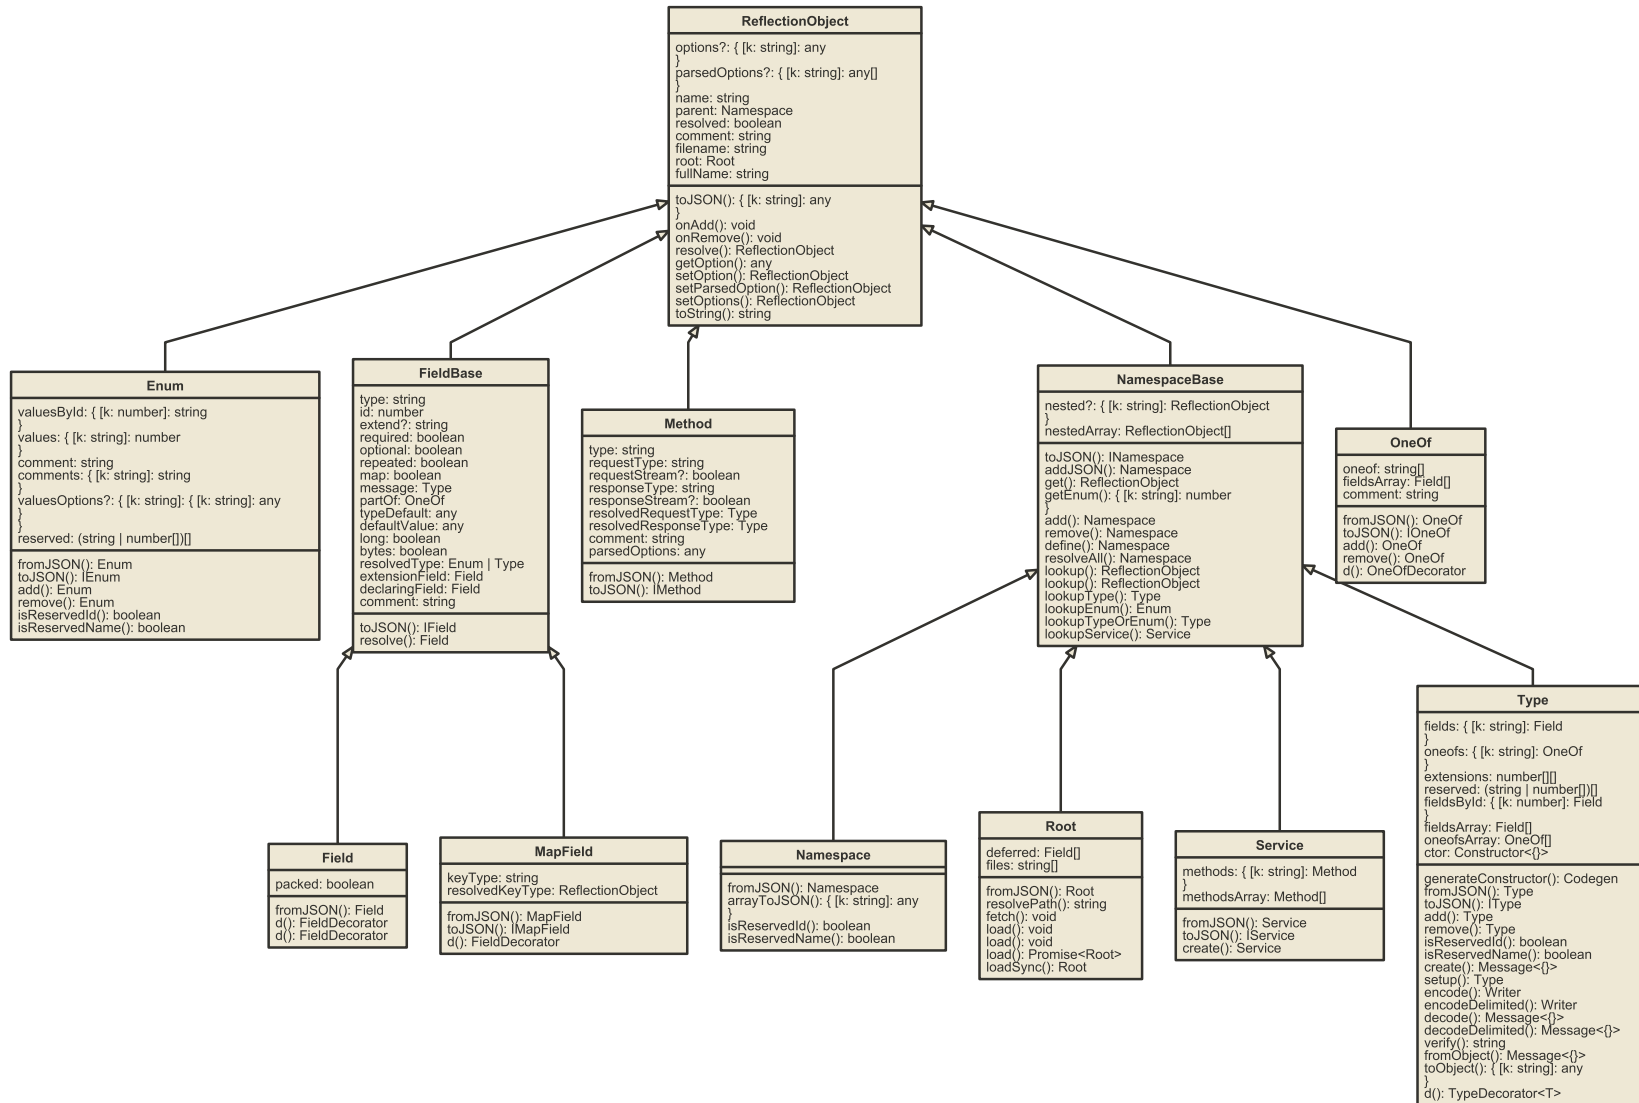 ReflectionObject
options?: { [k: string]: any
}
parsedOptions?: { [k: string]: any[]
}
name: string
parent: Namespace
resolved: boolean
comment: string
filename: string
root: Root
fullName: string
toJSON(): { [k: string]: any
}
onAdd(): void
onRemove(): void
resolve(): ReflectionObject
getOption(): any
setOption(): ReflectionObject
setParsedOption(): ReflectionObject
setOptions(): ReflectionObject
toString(): string
Enum
valuesById: { [k: number]: string
}
values: { [k: string]: number
}
comment: string
comments: { [k: string]: string
}
valuesOptions?: { [k: string]: { [k: string]: any
}
}
reserved: (string | number[])[]
fromJSON(): Enum
toJSON(): IEnum
add(): Enum
remove(): Enum
isReservedId(): boolean
isReservedName(): boolean
FieldBase
type: string
id: number
extend?: string
required: boolean
optional: boolean
repeated: boolean
map: boolean
message: Type
partOf: OneOf
typeDefault: any
defaultValue: any
long: boolean
bytes: boolean
resolvedType: Enum | Type
extensionField: Field
declaringField: Field
comment: string
toJSON(): IField
resolve(): Field
Method
type: string
requestType: string
requestStream?: boolean
responseType: string
responseStream?: boolean
resolvedRequestType: Type
resolvedResponseType: Type
comment: string
parsedOptions: any
fromJSON(): Method
toJSON(): IMethod
NamespaceBase
nested?: { [k: string]: ReflectionObject
}
nestedArray: ReflectionObject[]
toJSON(): INamespace
addJSON(): Namespace
get(): ReflectionObject
getEnum(): { [k: string]: number
}
add(): Namespace
remove(): Namespace
define(): Namespace
resolveAll(): Namespace
lookup(): ReflectionObject
lookup(): ReflectionObject
lookupType(): Type
lookupEnum(): Enum
lookupTypeOrEnum(): Type
lookupService(): Service
OneOf
oneof: string[]
fieldsArray: Field[]
comment: string
fromJSON(): OneOf
toJSON(): IOneOf
add(): OneOf
remove(): OneOf
d(): OneOfDecorator
Field
packed: boolean
fromJSON(): Field
d(): FieldDecorator
d(): FieldDecorator
MapField
keyType: string
resolvedKeyType: ReflectionObject
fromJSON(): MapField
toJSON(): IMapField
d(): FieldDecorator
Namespace
fromJSON(): Namespace
arrayToJSON(): { [k: string]: any
}
isReservedId(): boolean
isReservedName(): boolean
Root
deferred: Field[]
files: string[]
fromJSON(): Root
resolvePath(): string
fetch(): void
load(): void
load(): void
load(): Promise<Root>
loadSync(): Root
Service
methods: { [k: string]: Method
}
methodsArray: Method[]
fromJSON(): Service
toJSON(): IService
create(): Service
Type
fields: { [k: string]: Field
}
oneofs: { [k: string]: OneOf
}
extensions: number[][]
reserved: (string | number[])[]
fieldsById: { [k: number]: Field
}
fieldsArray: Field[]
oneofsArray: OneOf[]
ctor: Constructor<{}>
generateConstructor(): Codegen
fromJSON(): Type
toJSON(): IType
add(): Type
remove(): Type
isReservedId(): boolean
isReservedName(): boolean
create(): Message<{}>
setup(): Type
encode(): Writer
encodeDelimited(): Writer
decode(): Message<{}>
decodeDelimited(): Message<{}>
verify(): string
fromObject(): Message<{}>
toObject(): { [k: string]: any
}
d(): TypeDecorator<T>